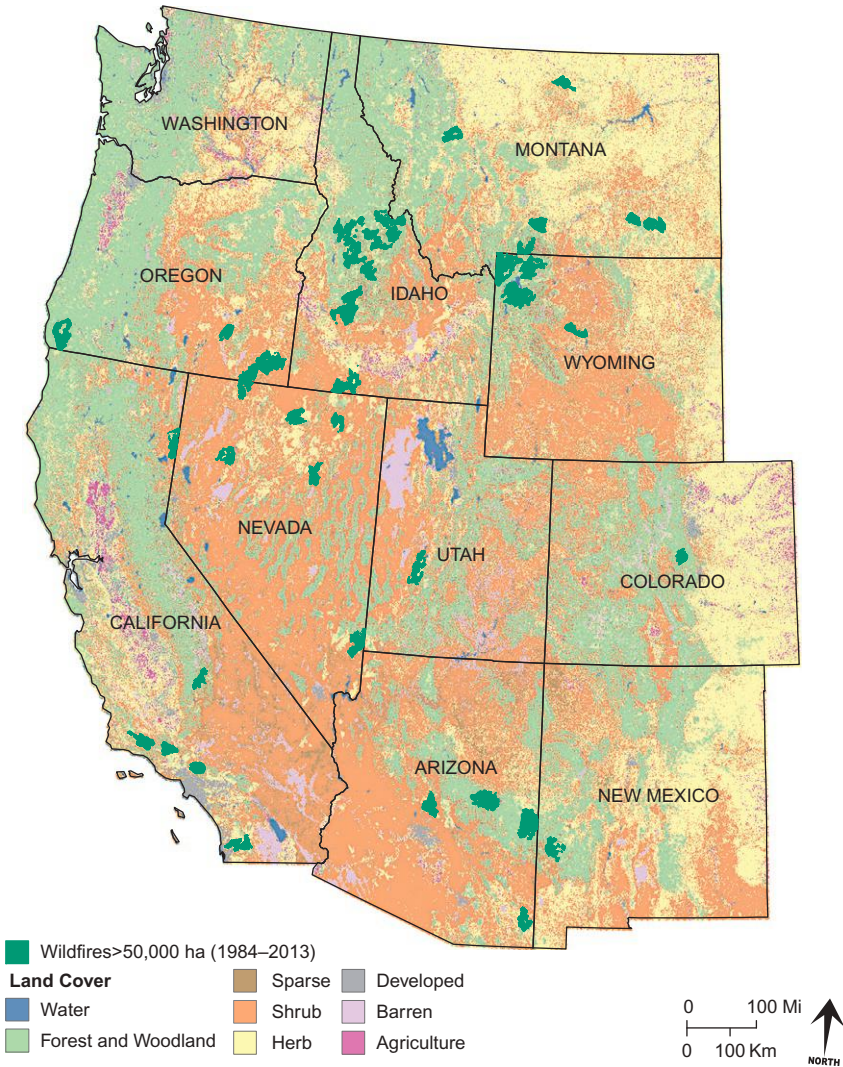 WASHINGTON
MONTANA
OREGON
IDAHO
WYOMING
NEVADA
UTAH
COLORADO
CALIFORNIA
ARIZONA
NEW MEXICO
Wildfires>50,000 ha (1984–2013)
Land Cover
Water
Forest and Woodland
Sparse
Shrub
Herb
Developed
Barren
Agriculture
0 100 Mi
0 100 Km
NORTH